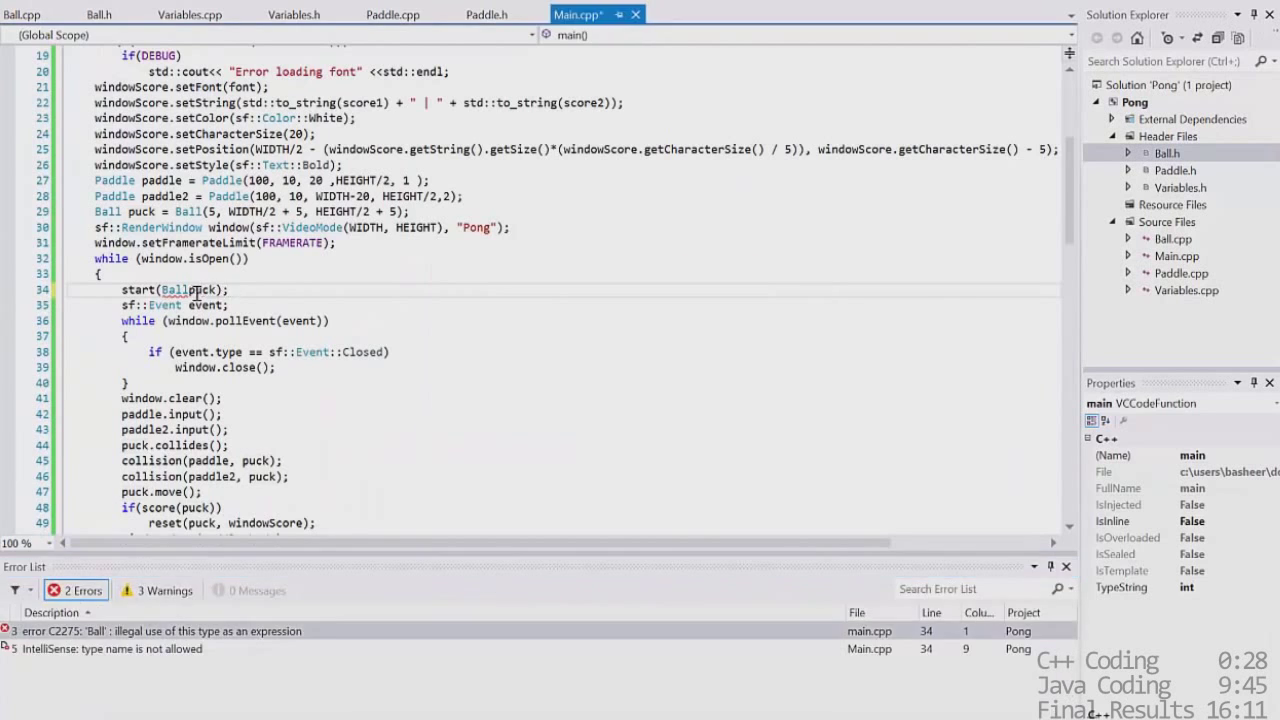 Ball.cpp Ball.h Variables.cpp Variables.h Paddle.cpp Paddle.h Main.cpp*
(Global Scope) main()
19 if(DEBUG)
20 std::cout<< "Error loading font" <<std::endl;
21 windowScore.setFont(font);
22 windowScore.setString(std::to_string(score1) + " | " + std::to_string(score2));
23 windowScore.setColor(sf::Color::White);
24 windowScore.setCharacterSize(20);
25 windowScore.setPosition(WIDTH/2 - (windowScore.getString().getSize()*(windowScore.getCharacterSize() / 5)), windowScore.getCharacterSize() - 5);
26 windowScore.setStyle(sf::Text::Bold);
27 Paddle paddle = Paddle(100, 10, 20 ,HEIGHT/2, 1 );
28 Paddle paddle2 = Paddle(100, 10, WIDTH-20, HEIGHT/2,2);
29 Ball puck = Ball(5, WIDTH/2 + 5, HEIGHT/2 + 5);
30 sf::RenderWindow window(sf::VideoMode(WIDTH, HEIGHT), "Pong");
31 window.setFramerateLimit(FRAMERATE);
32 while (window.isOpen())
33 {
34 start(Ballpuck);
35 sf::Event event;
36 while (window.pollEvent(event))
37 {
38 if (event.type == sf::Event::Closed)
39 window.close();
40 }
41 window.clear();
42 paddle.input();
43 paddle2.input();
44 puck.collides();
45 collision(paddle, puck);
46 collision(paddle2, puck);
47 puck.move();
48 if(score(puck))
49 reset(puck, windowScore);
100 %
Error List
2 Errors 3 Warnings 0 Messages Search Error List
Description File Line Colu... Project
3 error C2275: 'Ball' : illegal use of this type as an expression main.cpp 34 1 Pong
5 IntelliSense: type name is not allowed Main.cpp 34 9 Pong
Solution Explorer
Search Solution Explorer (Ctrl+;)
Solution 'Pong' (1 project)
Pong
External Dependencies
Header Files
Ball.h
Paddle.h
Variables.h
Resource Files
Source Files
Ball.cpp
Main.cpp
Paddle.cpp
Variables.cpp
Properties
main VCCodeFunction
C++
(Name) main
File c:\users\basheer\do
FullName main
IsInjected False
IsInline False
IsOverloaded False
IsSealed False
IsTemplate False
TypeString int
C++ Coding 0:28
Java Coding 9:45
Final Results 16:11
C++